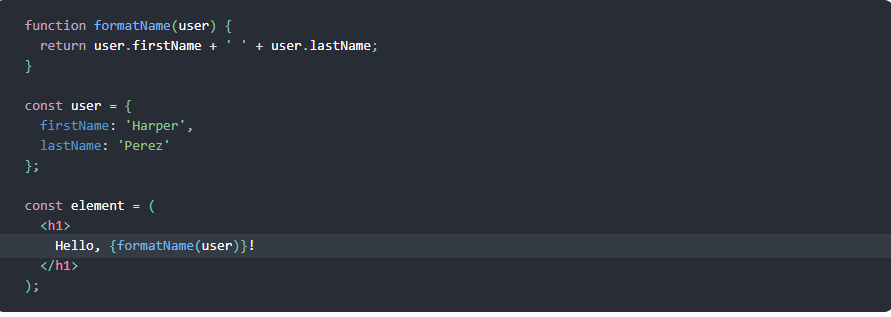 function formatName(user) {
  return user.firstName + ' ' + user.lastName;
}

const user = {
  firstName: 'Harper',
  lastName: 'Perez'
};

const element = (
  <h1>
    Hello, {formatName(user)}!
  </h1>
);